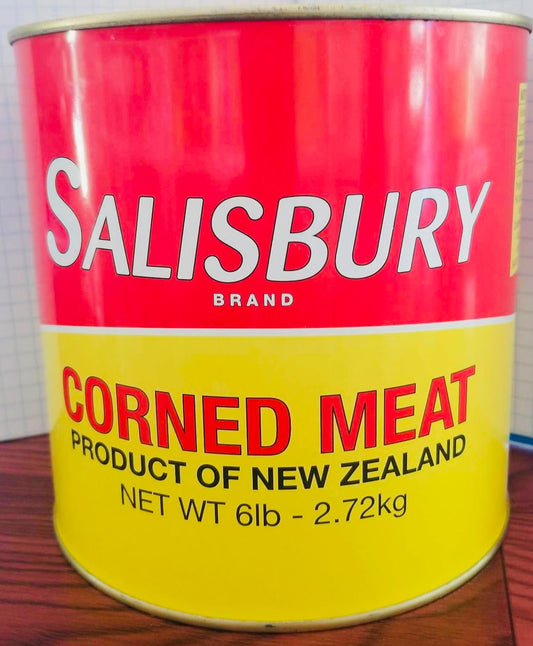 SALISBURY
BRAND
CORNED MEAT
PRODUCT OF NEW ZEALAND
NET WT 6lb - 2.72kg